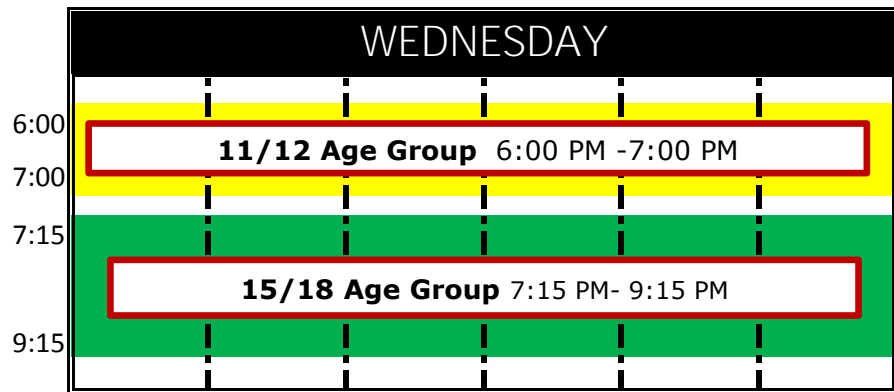 WEDNESDAY
6:00
11/12 Age Group 6:00 PM -7:00 PM
7:00
7:15
15/18 Age Group 7:15 PM- 9:15 PM
9:15